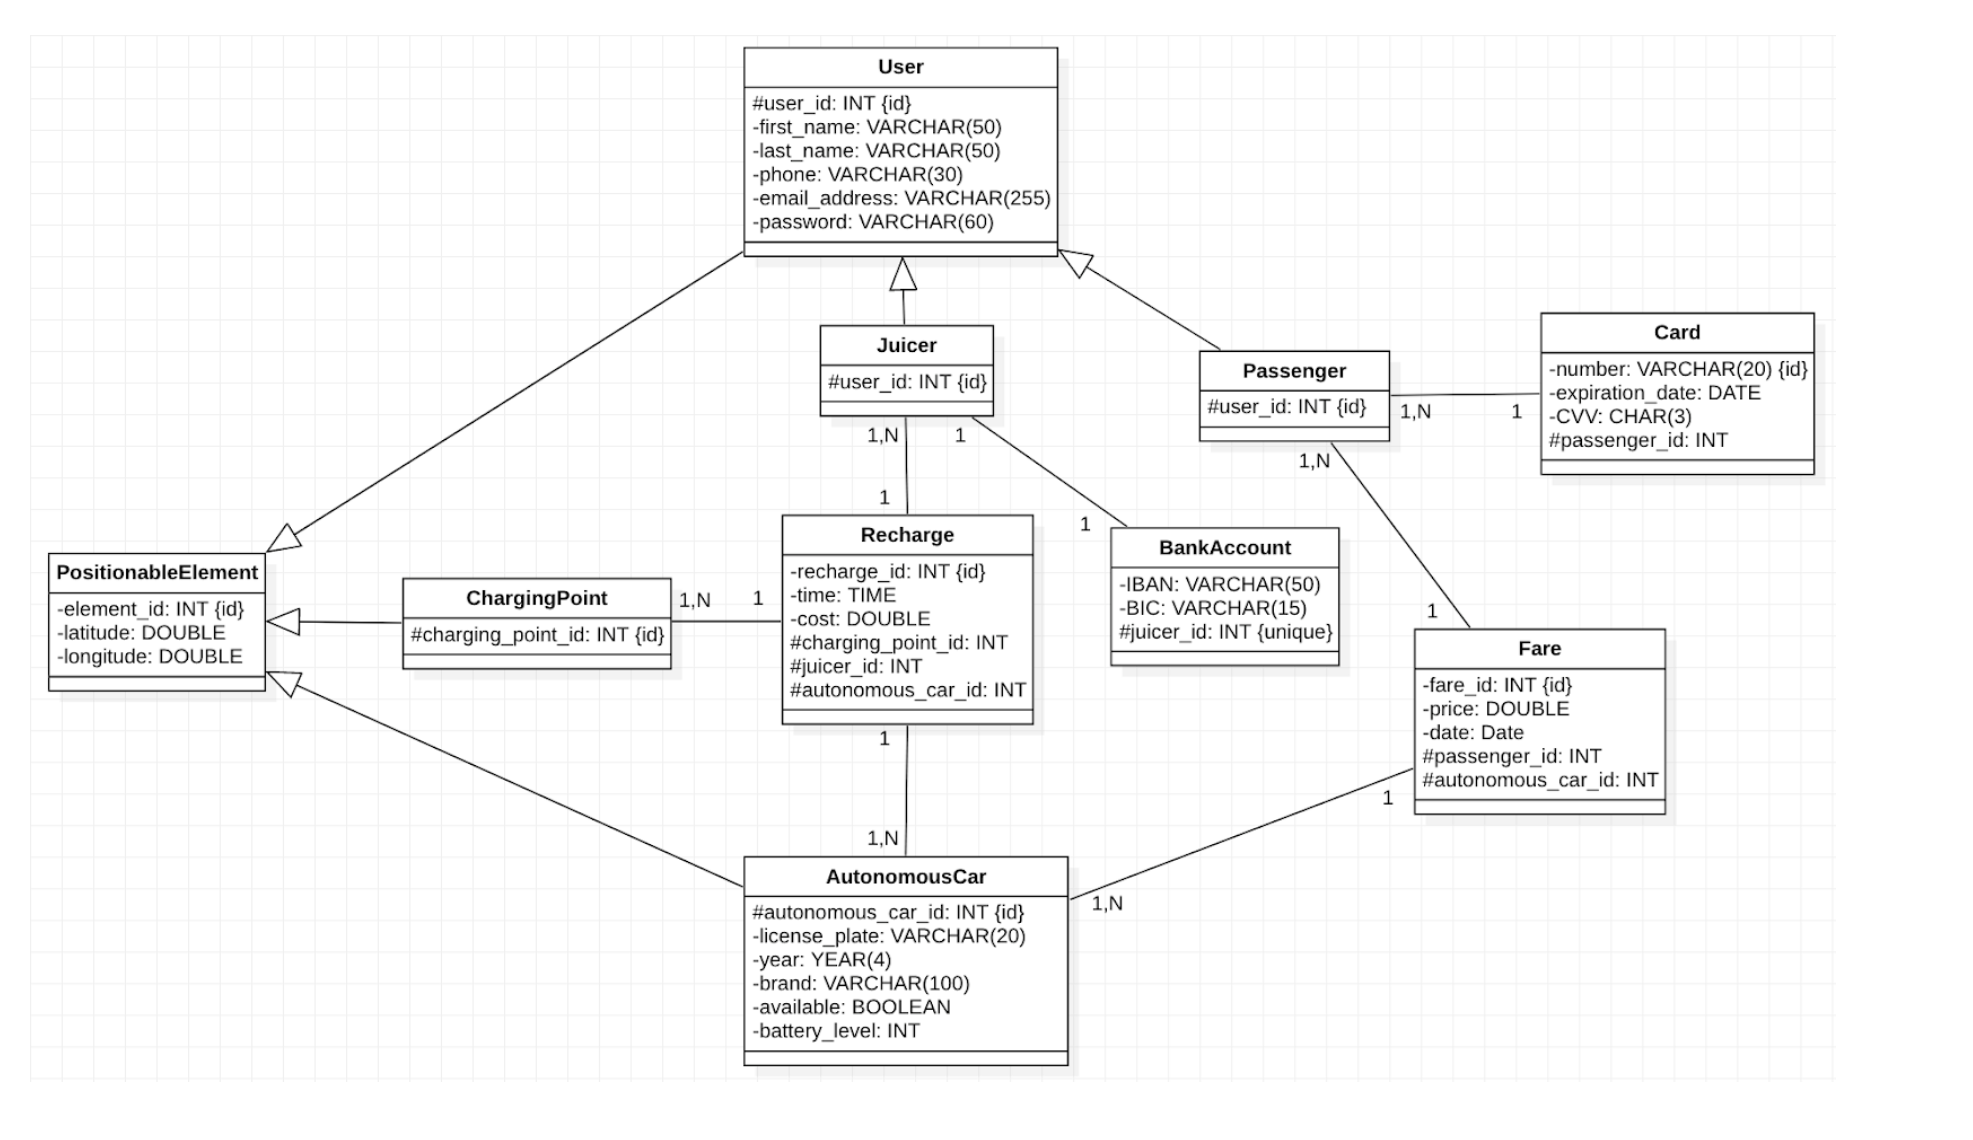 User
#user_id: INT {id}
-first_name: VARCHAR(50)
-last_name: VARCHAR(50)
-phone: VARCHAR(30)
-email_address: VARCHAR(255)
-password: VARCHAR(60)
Juicer
#user_id: INT {id}
1,N
1
Passenger
#user_id: INT {id}
1,N
1
1,N
Card
-number: VARCHAR(20) {id}
-expiration_date: DATE
-CVV: CHAR(3)
#passenger_id: INT
PositionableElement
-element_id: INT {id}
-latitude: DOUBLE
-longitude: DOUBLE
ChargingPoint
#charging_point_id: INT {id}
1,N
1
1
Recharge
-recharge_id: INT {id}
-time: TIME
-cost: DOUBLE
#charging_point_id: INT
#juicer_id: INT
#autonomous_car_id: INT
1
1
BankAccount
-IBAN: VARCHAR(50)
-BIC: VARCHAR(15)
#juicer_id: INT {unique}
1
Fare
-fare_id: INT {id}
-price: DOUBLE
-date: Date
#passenger_id: INT
#autonomous_car_id: INT
1
1,N
1,N
AutonomousCar
#autonomous_car_id: INT {id}
-license_plate: VARCHAR(20)
-year: YEAR(4)
-brand: VARCHAR(100)
-available: BOOLEAN
-battery_level: INT